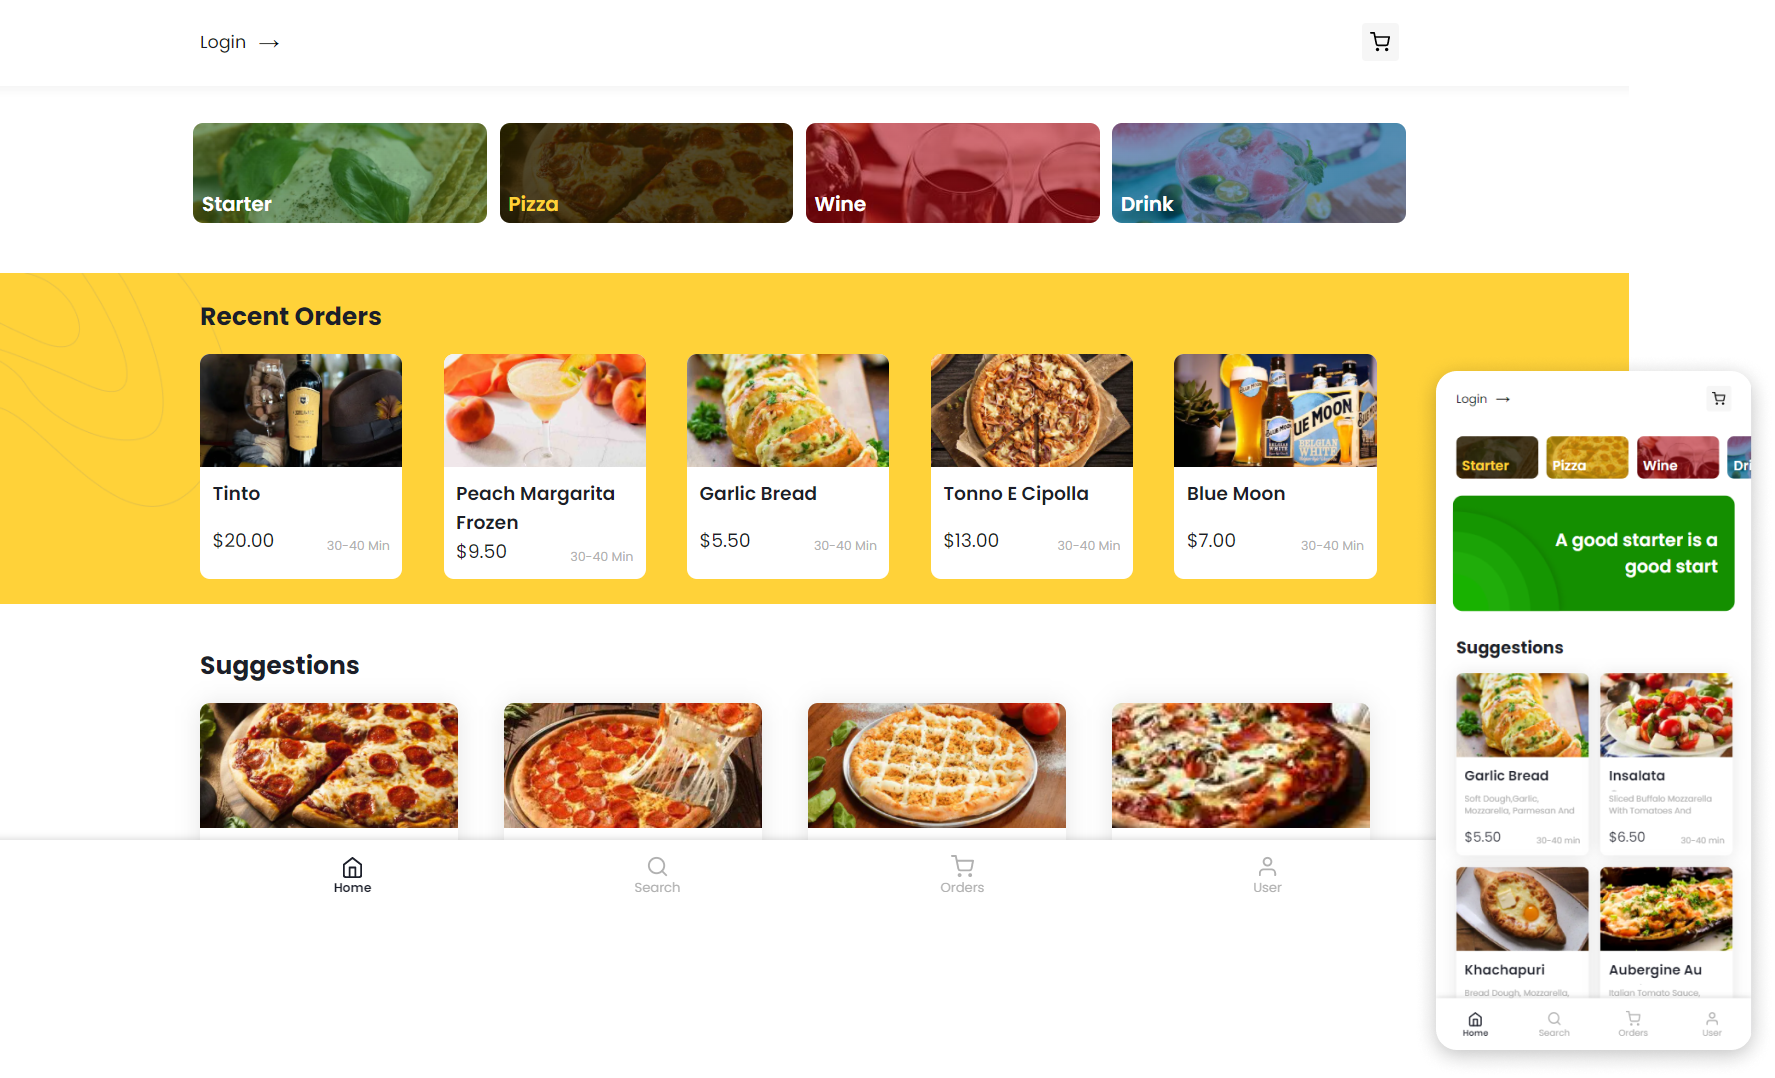 Login
Starter
Pizza
Wine
Drink
Recent Orders
Tinto
$20.00
30-40 Min
Peach Margarita
Frozen
$9.50
30-40 Min
Garlic Bread
$5.50
30-40 Min
Tonno E Cipolla
$13.00
30-40 Min
BLUE MOON
BELGIAN
WHITE
Blue Moon
$7.00
30-40 Min
Suggestions
Home
Search
Orders
User
Login
Starter
Pizza
Wine
Dri
A good starter is a
good start
Suggestions
Garlic Bread
Soft Dough,Garlic,
Mozzarella, Parmesan And
$5.50
30-40 min
Insalata
Sliced Buffalo Mozzarella
With Tomatoes And
$6.50
30-40 min
Khachapuri
Bread Dough, Mozzarella,
Aubergine Au
Italian Tomato Sauce,
Home
Search
Orders
User